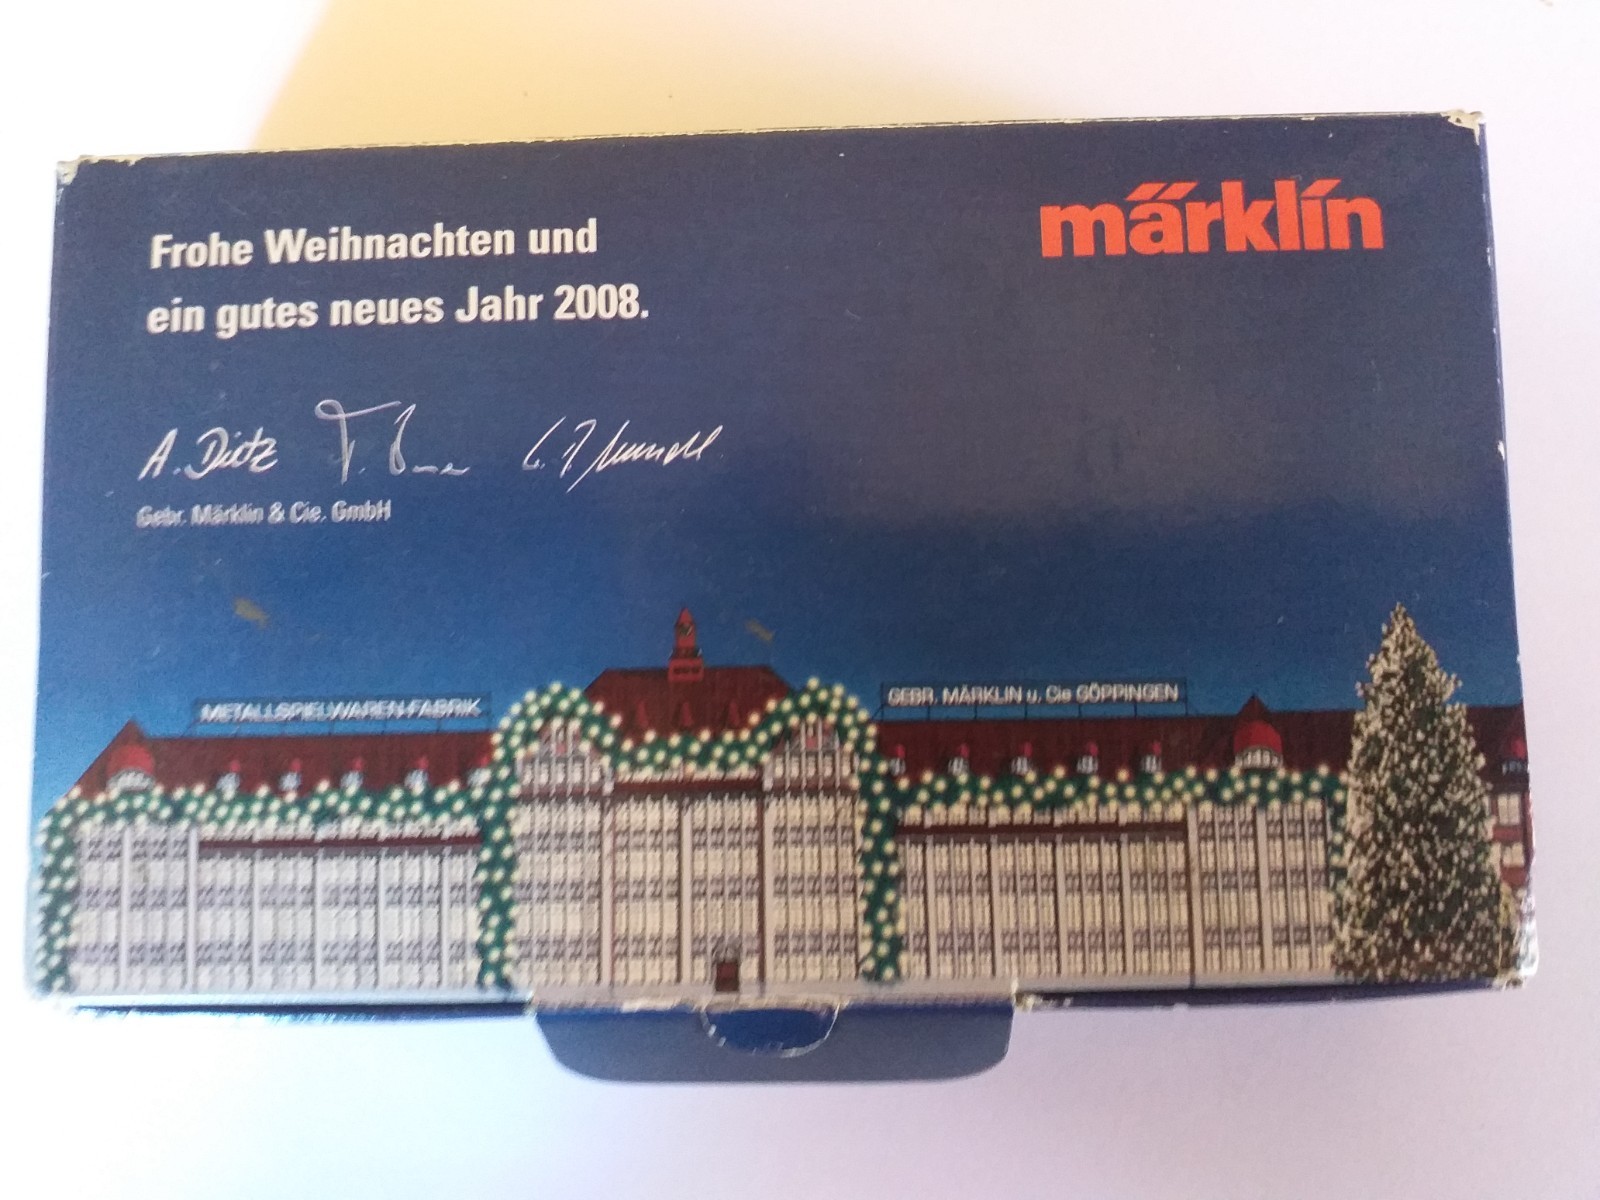 märklin
Frohe Weihnachten und
ein gutes neues Jahr 2008.
A. Dietz
Gebr. Märklin & Cie. GmbH
METALLSPIELWAREN-FABRIK
GEBR. MÄRKLIN u. Cie GÖPPINGEN